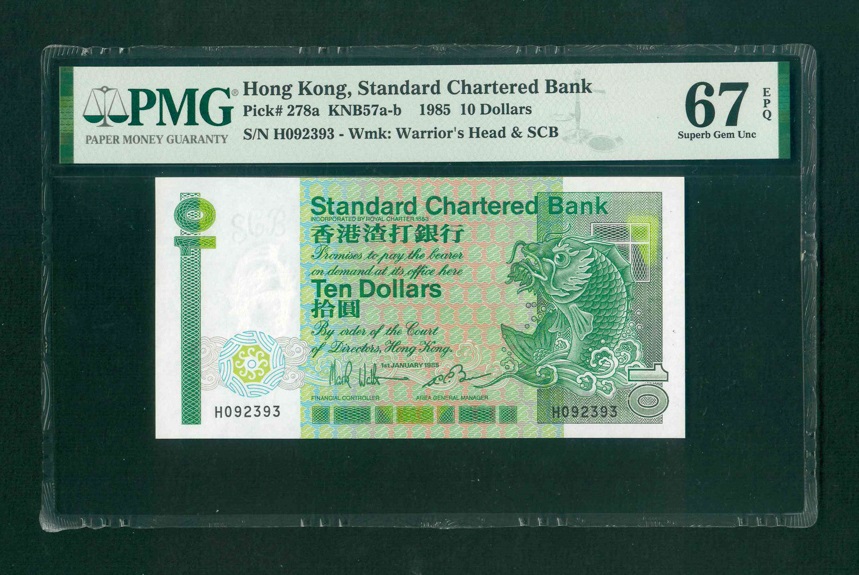 PMG
PAPER MONEY GUARANTY
Hong Kong, Standard Chartered Bank
Pick# 278a KNB57a-b 1985 10 Dollars
S/N H092393 - Wmk: Warrior's Head & SCB
67
EPQ
Superb Gem Unc
10
SCB
Standard Chartered Bank
INCORPORATED BY ROYAL CHARTER 1853
香港渣打銀行
Promises to pay the bearer
on demand at its office here
Ten Dollars
拾圓
By order of the Court
of Directors, Hong Kong.
1st JANUARY 1985
FINANCIAL CONTROLLER
AREA GENERAL MANAGER
H092393
H092393
10